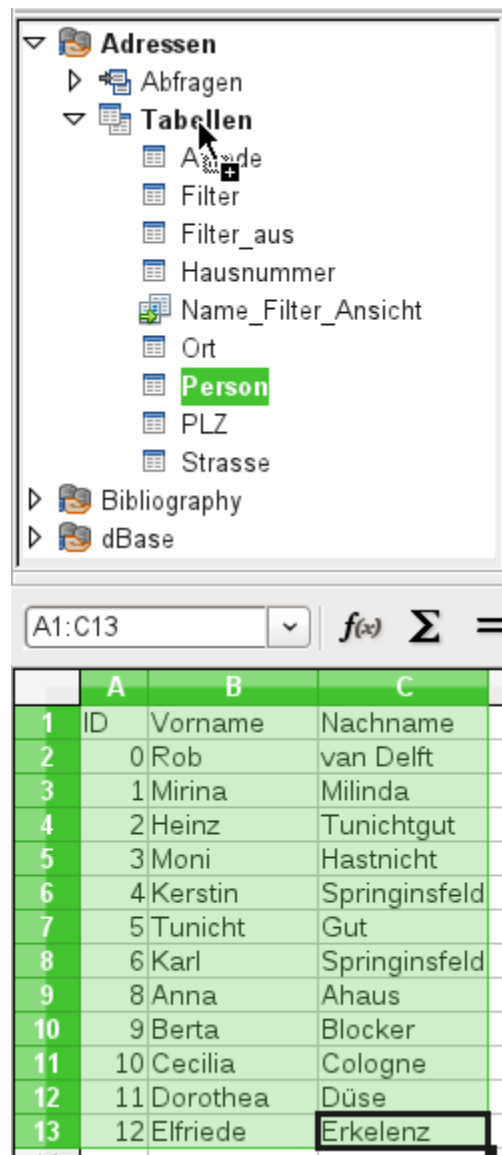 Adressen
Abfragen
Tabellen
Filter
Filter_aus
Hausnummer
Name_Filter_Ansicht
Ort
Person
PLZ
Strasse
Bibliography
dBase
A1:C13 f(x) Σ =
A B C
1 ID Vorname Nachname
2 0 Rob van Delft
3 1 Mirina Milinda
4 2 Heinz Tunichtgut
5 3 Moni Hastnicht
6 4 Kerstin Springinsfeld
7 5 Tunicht Gut
8 6 Karl Springinsfeld
9 8 Anna Ahaus
10 9 Berta Blocker
11 10 Cecilia Cologne
12 11 Dorothea Düse
13 12 Elfriede Erkelenz